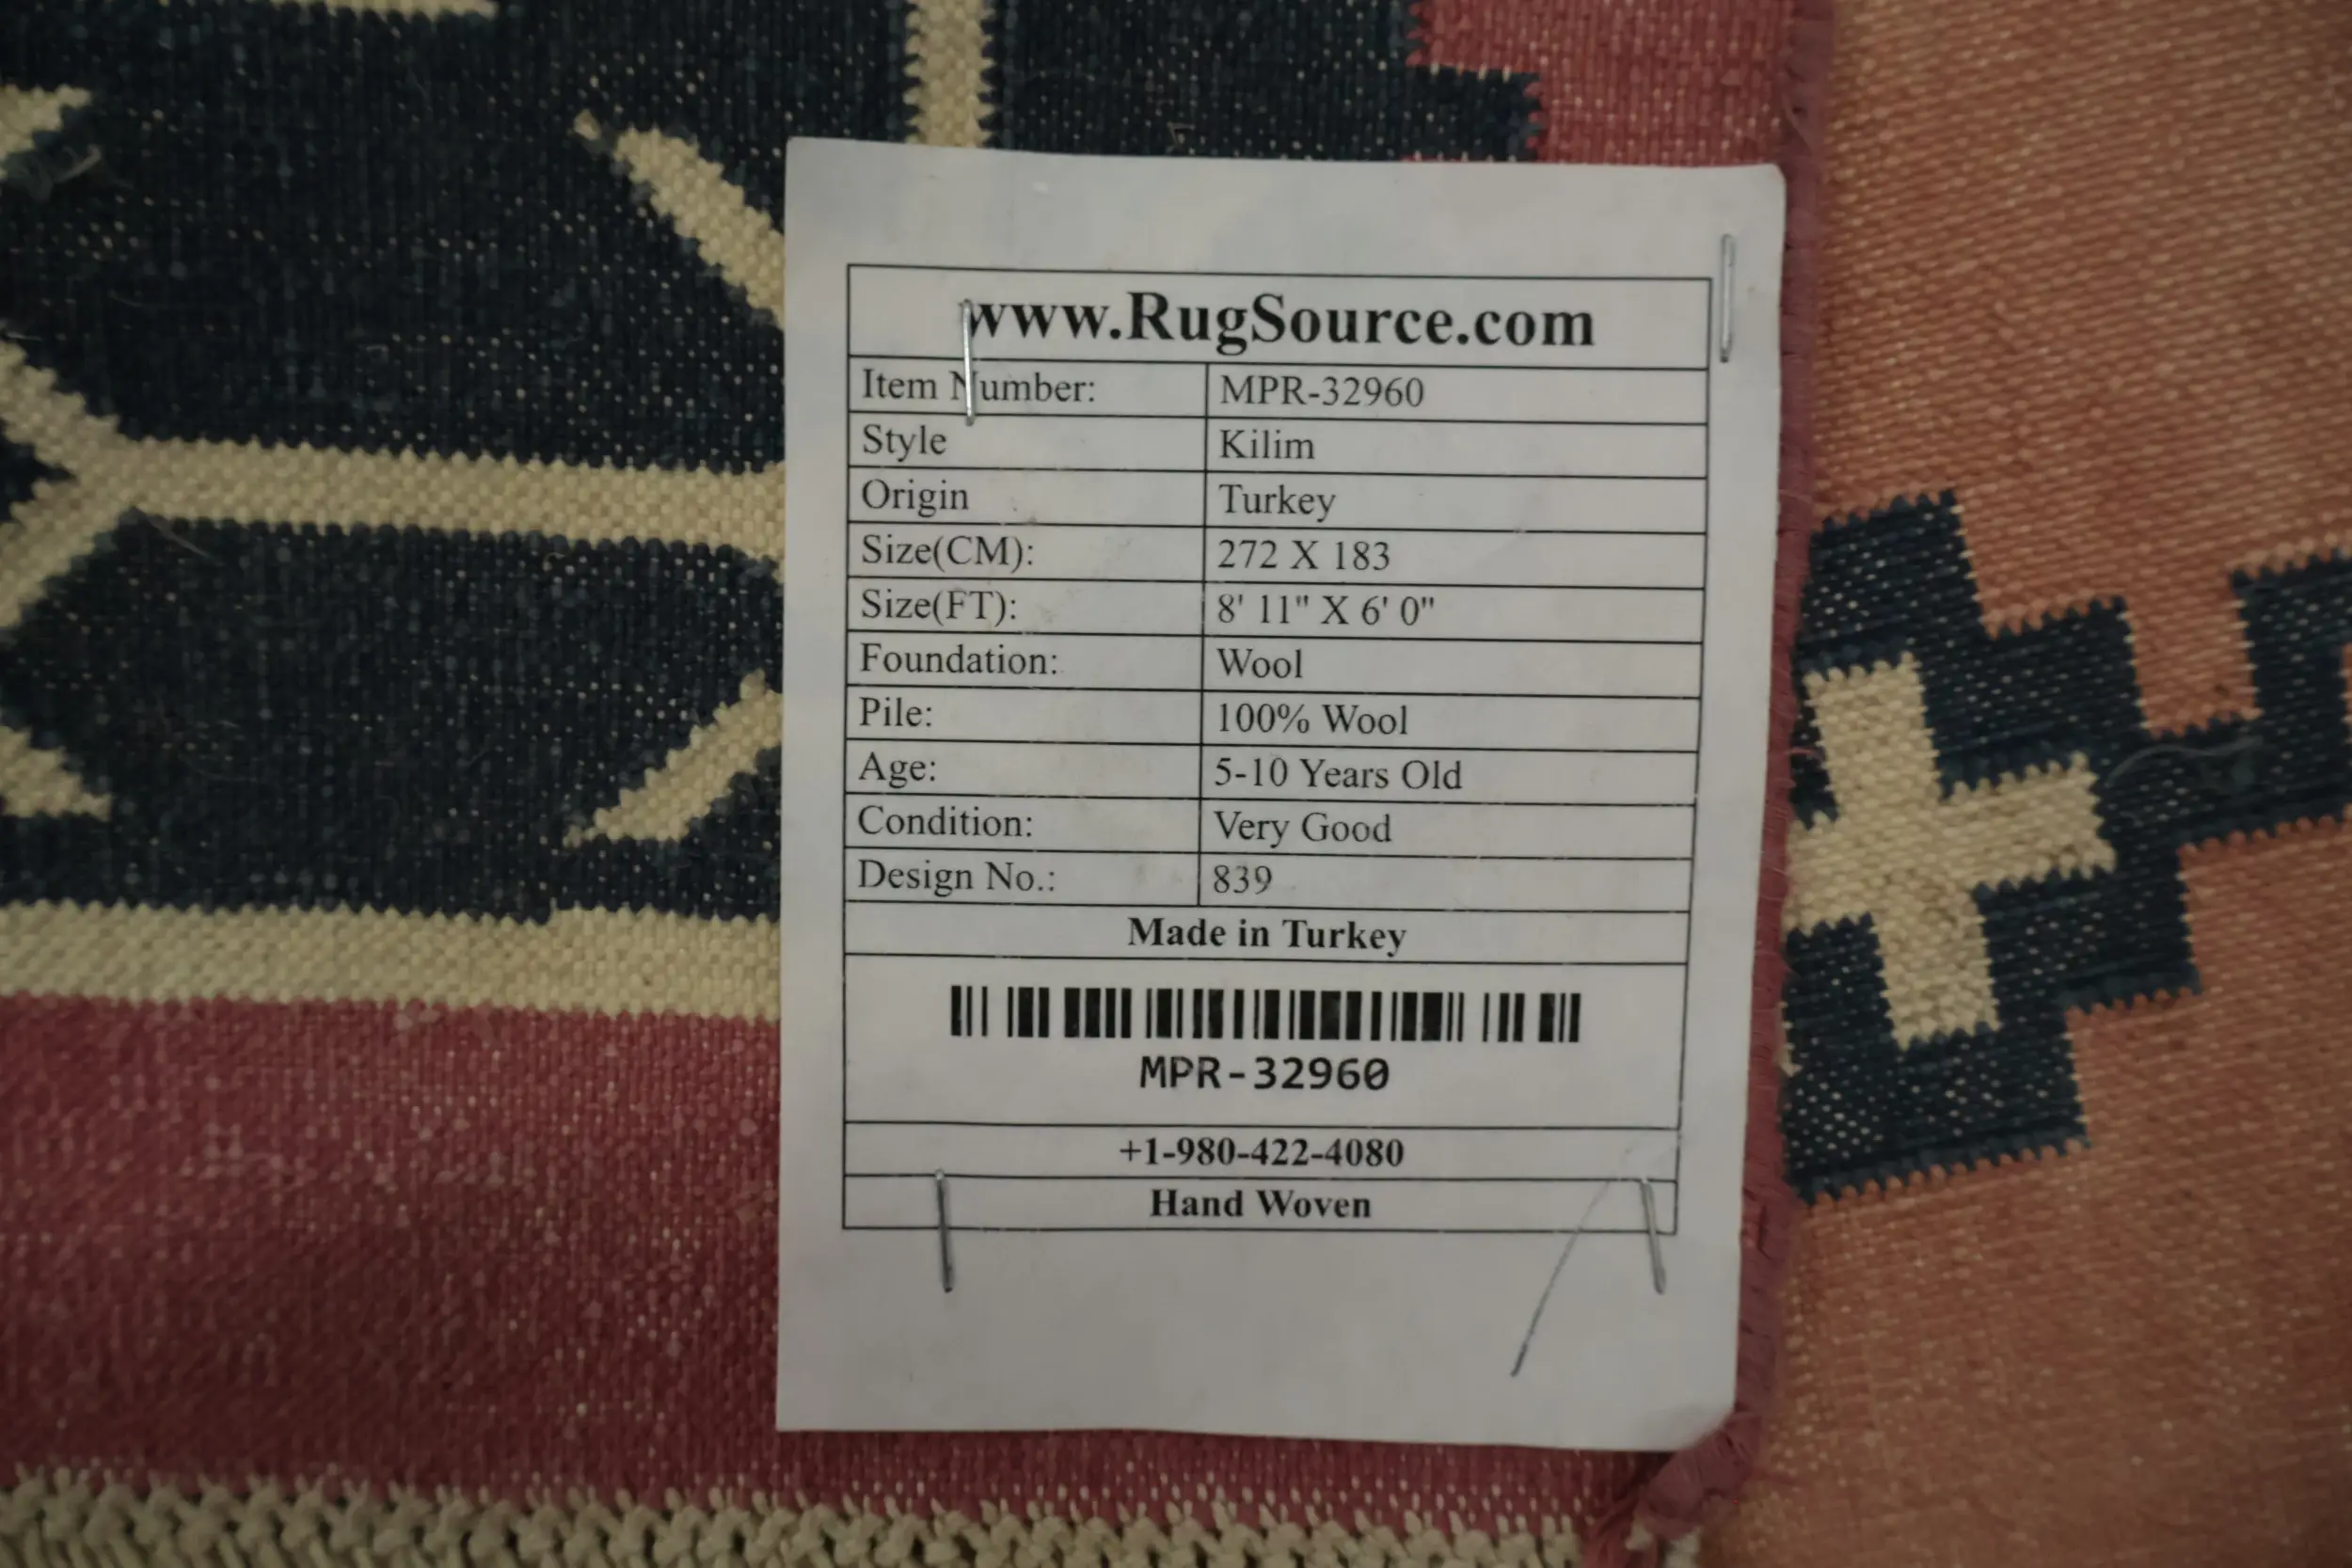 www.RugSource.com
Item Number: MPR-32960
Style Kilim
Origin Turkey
Size(CM): 272 X 183
Size(FT): 8' 11" X 6' 0"
Foundation: Wool
Pile: 100% Wool
Age: 5-10 Years Old
Condition: Very Good
Design No.: 839
Made in Turkey
MPR-32960
+1-980-422-4080
Hand Woven